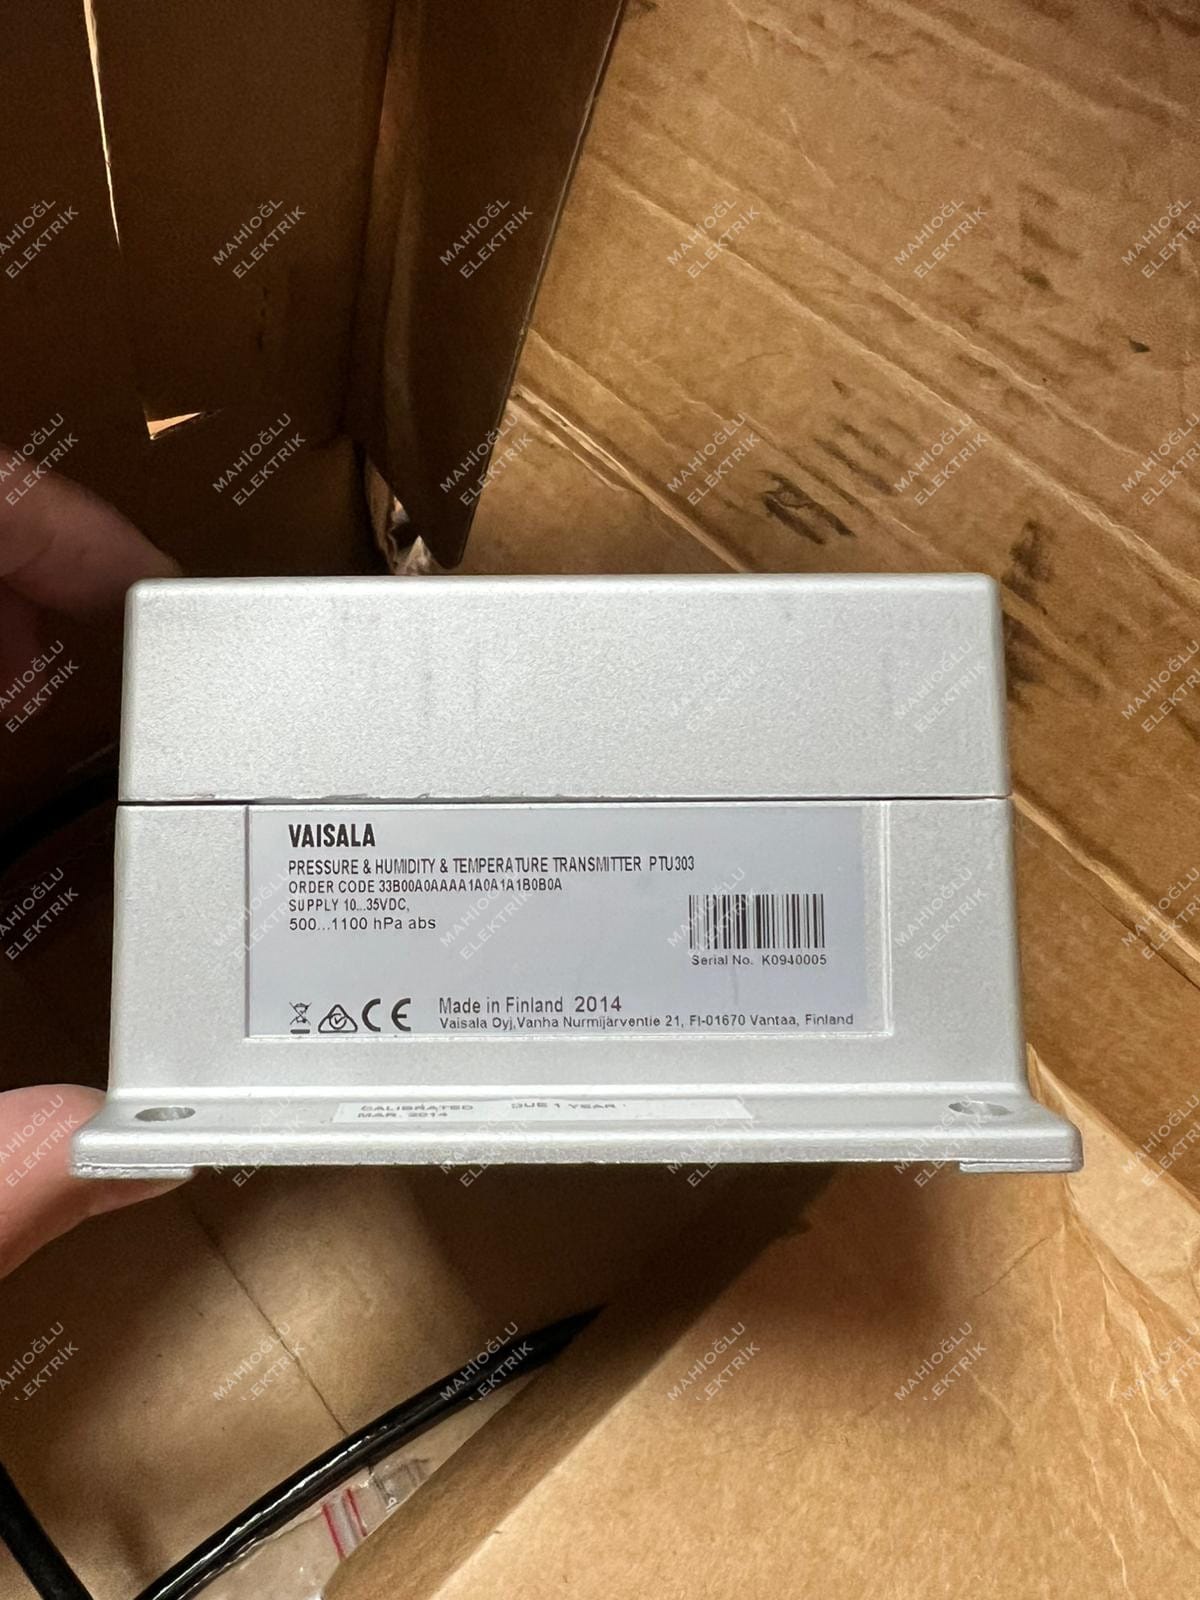 VAISALA
PRESSURE & HUMIDITY & TEMPERATURE TRANSMITTER PTU303
ORDER CODE 33B00A0AAAA1A0A1A1B0B0A
SUPPLY 10...35VDC,
500...1100 hPa abs
Serial No. K0940005
CE
Made in Finland 2014
Vaisala Oyj,Vanha Nurmijärventie 21, FI-01670 Vantaa, Finland
CALIBRATED DUE 1 YEAR
MAR. 2014
MAHİOĞLU
ELEKTRİK